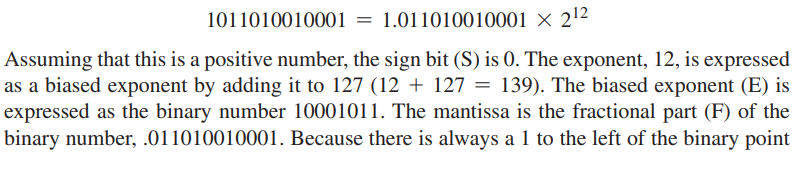 1011010010001 = 1.011010010001 × 2¹²
Assuming that this is a positive number, the sign bit (S) is 0. The exponent, 12, is expressed
as a biased exponent by adding it to 127 (12 + 127 = 139). The biased exponent (E) is
expressed as the binary number 10001011. The mantissa is the fractional part (F) of the
binary number, .011010010001. Because there is always a 1 to the left of the binary point